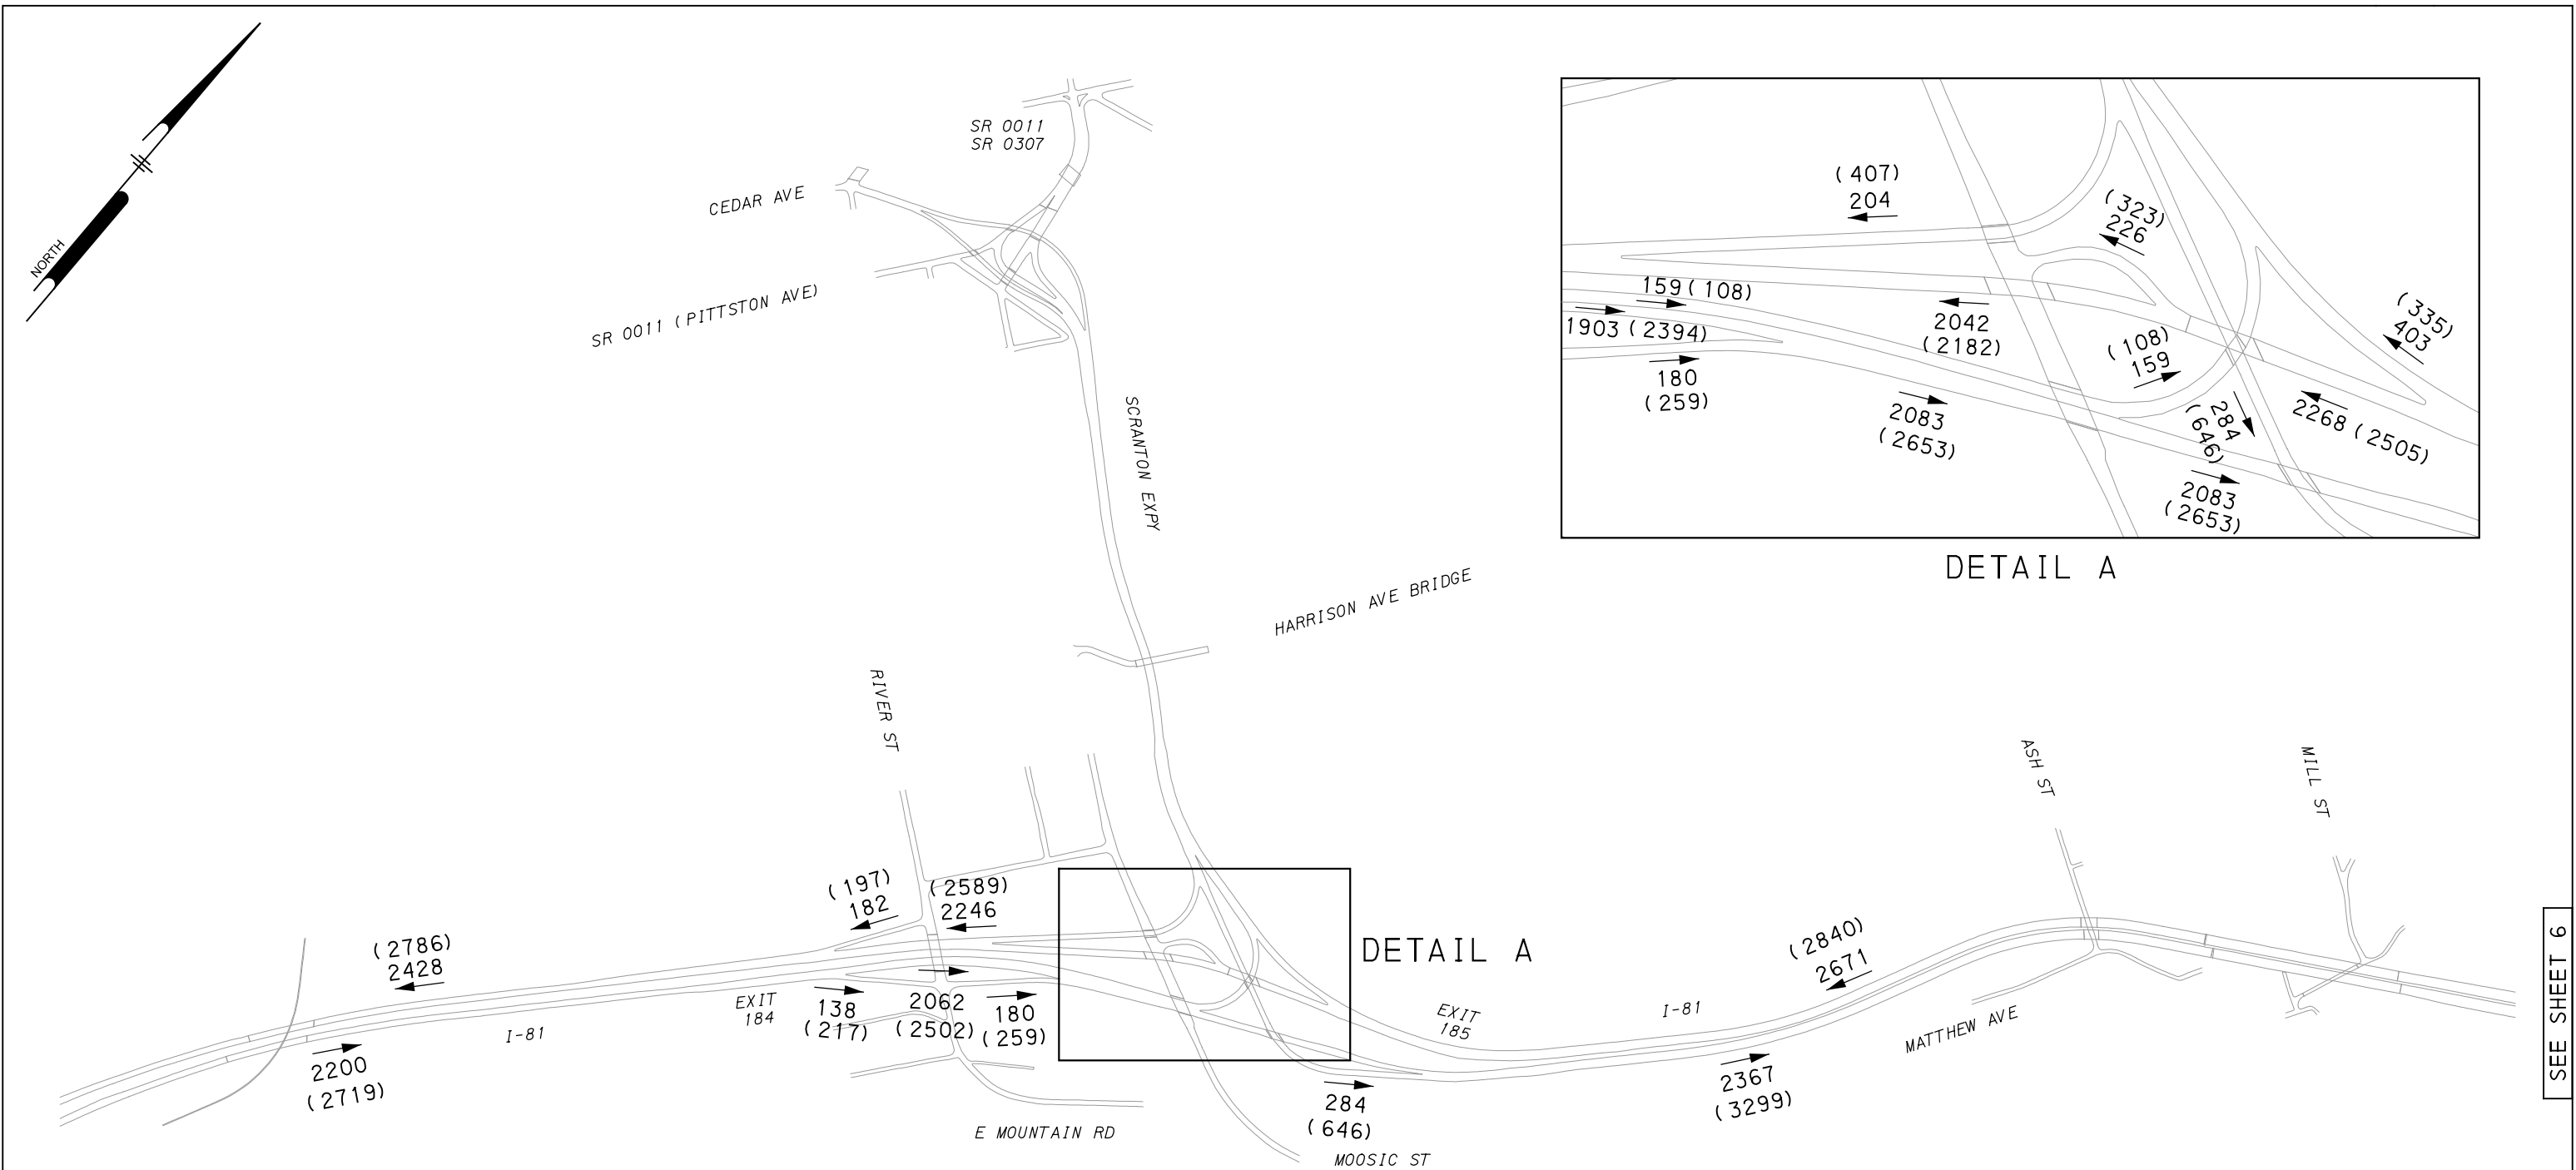 NORTH
SR 0011
SR 0307
CEDAR AVE
SR 0011 (PITTSTON AVE)
SCRANTON EXPY
HARRISON AVE BRIDGE
(407)
204
(323)
226
159(108)
1903(2394)
2042
(2182)
(108)
159
(335)
403
180
(259)
2083
(2653)
284
(646)
2268(2505)
2083
(2653)
DETAIL A
RIVER ST
ASH ST
MILL ST
(197)
182
(2589)
2246
(2786)
2428
DETAIL A
(2840)
2671
EXIT
184
138
(217)
2062
(2502)
180
(259)
I-81
2200
(2719)
EXIT
185
I-81
MATTHEW AVE
2367
(3299)
284
(646)
E MOUNTAIN RD
MOOSIC ST
SEE SHEET 6